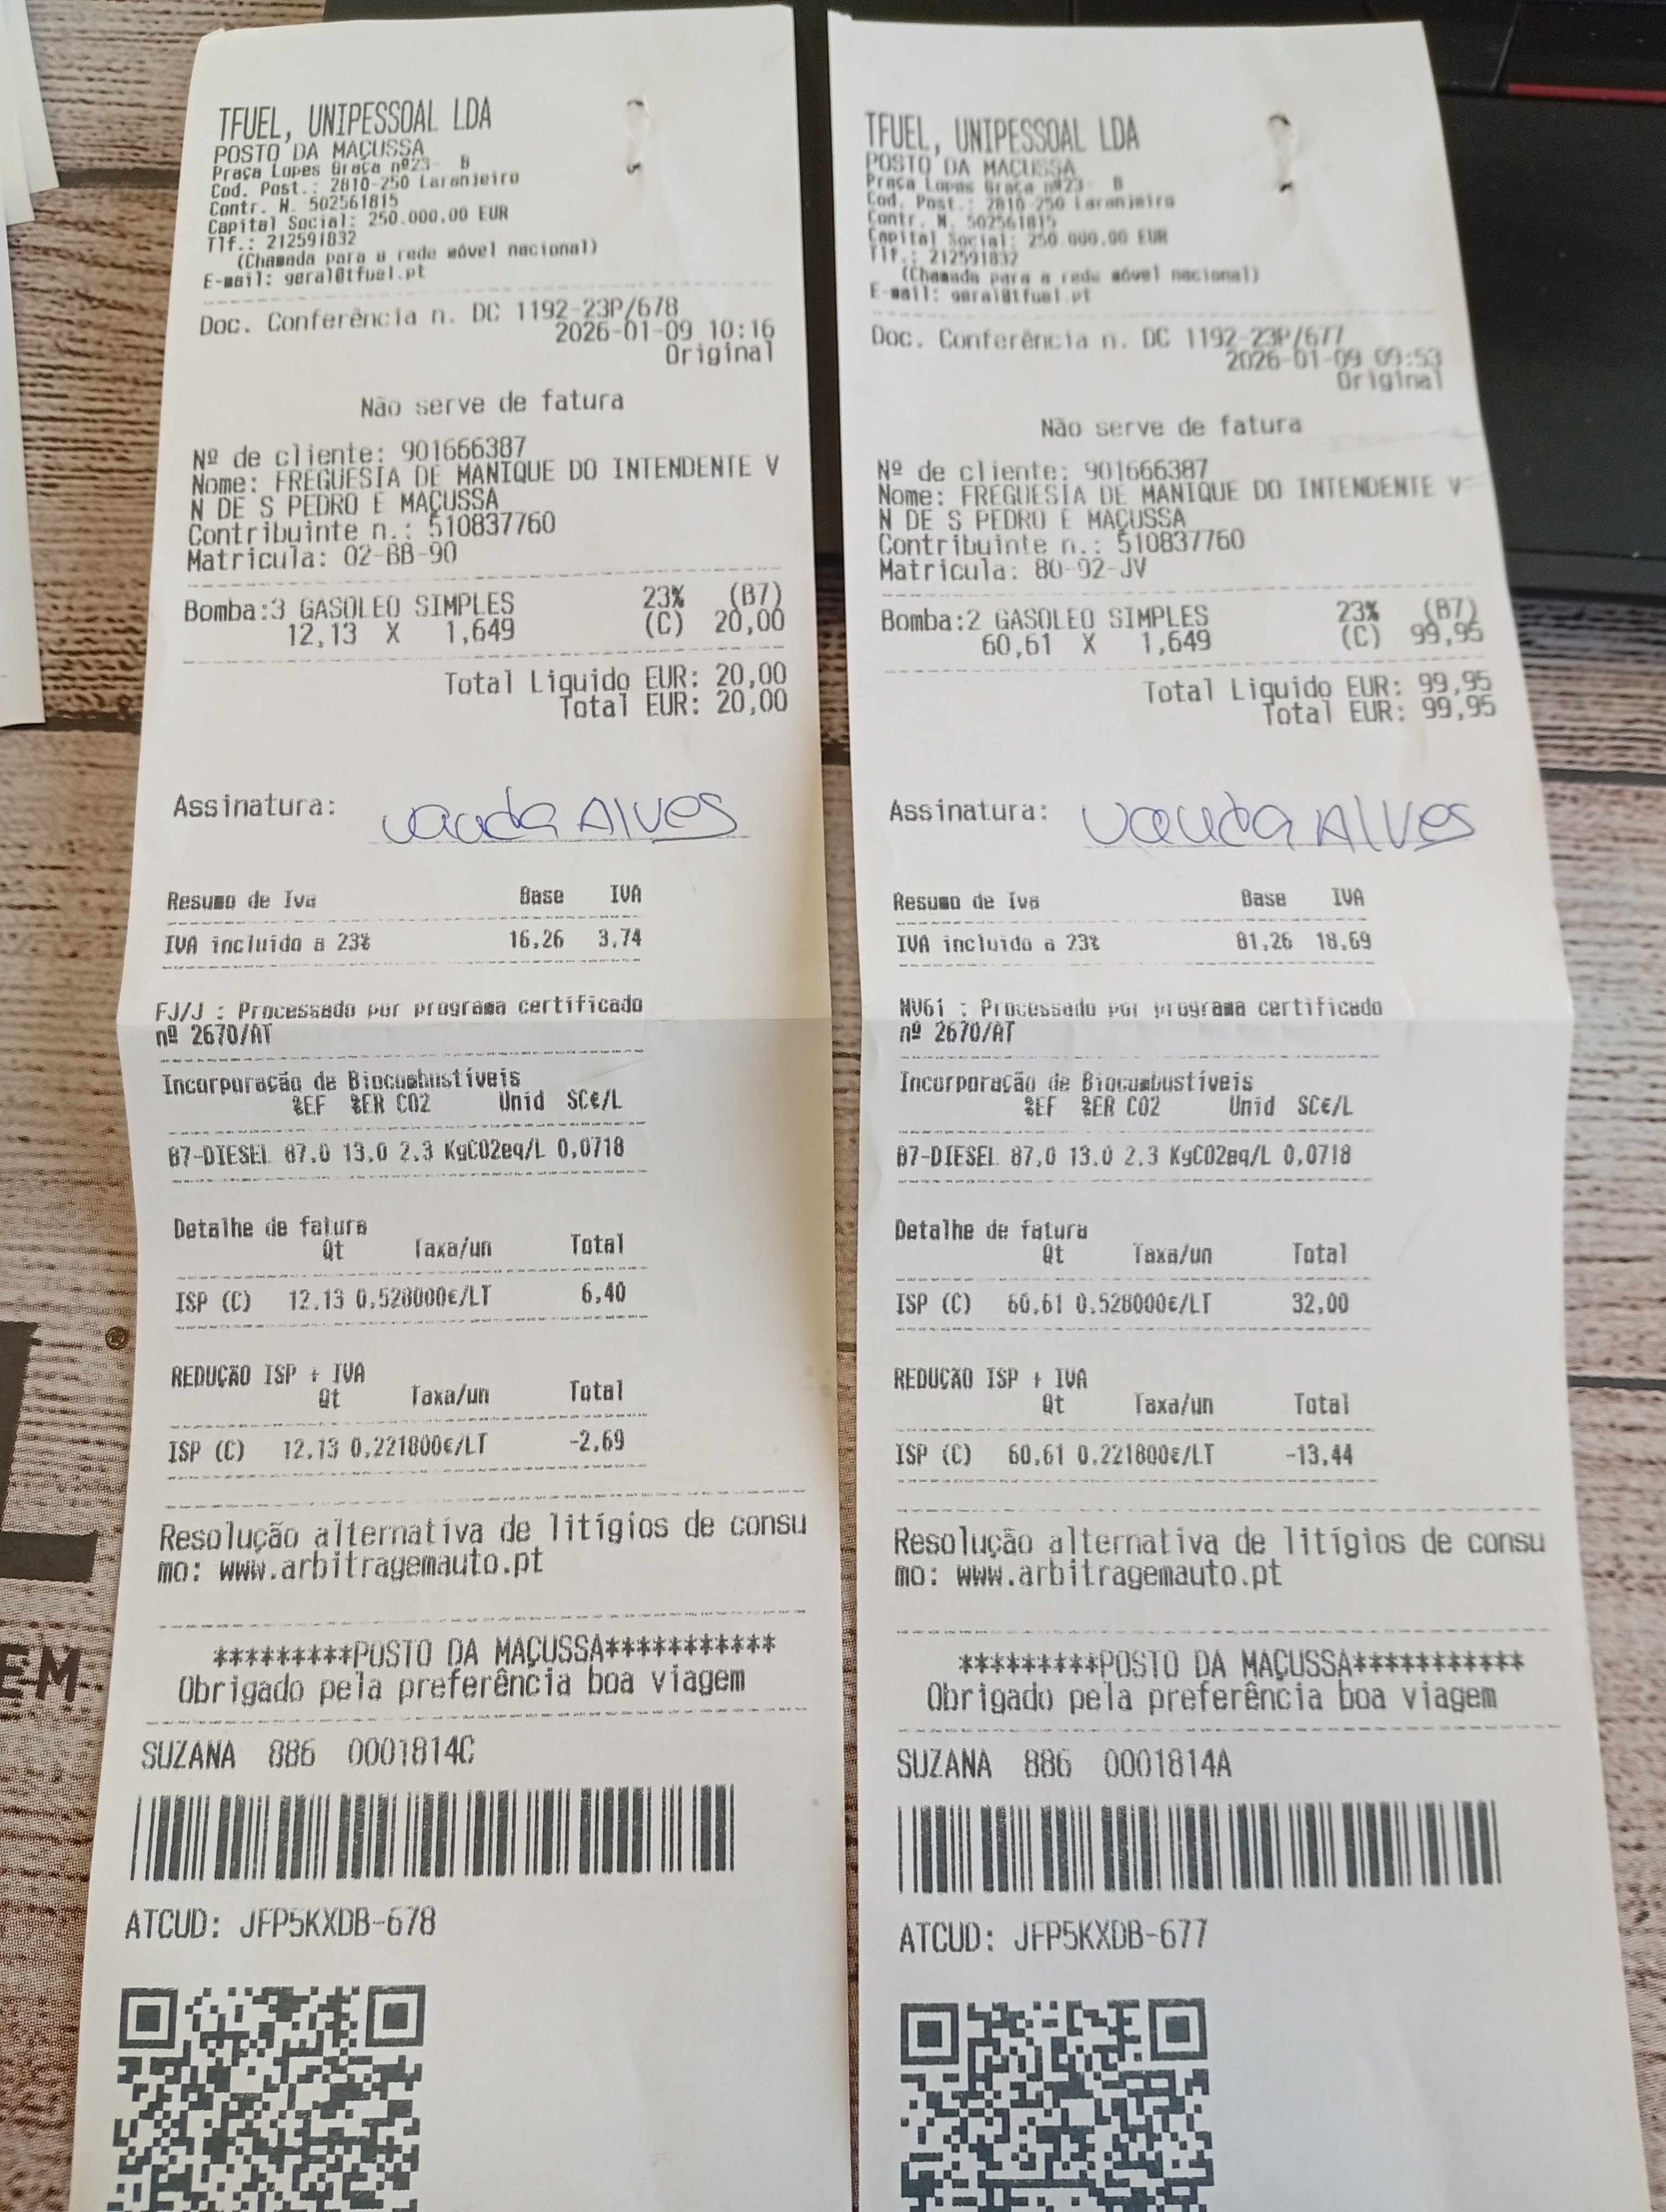 TFUEL, UNIPESSOAL LDA
POSTO DA MAÇUSSA
Praça Lopes Graça nº23- B
Cod. Post.: 2810-250 Laranjeiro
Contr. N. 502561815
Capital Social: 250.000,00 EUR
Tlf.: 212591832
(Chamada para a rede móvel nacional)
E-mail: geral@tfuel.pt
Doc. Conferência n. DC 1192-23P/678
2026-01-09 10:16
Original
Não serve de fatura
Nº de cliente: 901666387
Nome: FREGUESIA DE MANIQUE DO INTENDENTE V
N DE S PEDRO E MAÇUSSA
Contribuinte n.: 510837760
Matricula: 02-BB-90
Bomba:3 GASOLEO SIMPLES 23% (B7)
12,13 X 1,649 (C) 20,00
Total Liquido EUR: 20,00
Total EUR: 20,00
Assinatura: Vanda Alves
Resumo de Iva Base IVA
IVA incluido a 23% 16,26 3,74
FJ/J : Processado por programa certificado
nº 2670/AT
Incorporação de Biocombustíveis
%EF %ER CO2 Unid SC€/L
B7-DIESEL 87.0 13.0 2.3 KgCO2eq/L 0,0718
Detalhe de fatura
Qt Taxa/un Total
ISP (C) 12.13 0.528000€/LT 6,40
REDUÇÃO ISP + IVA
Qt Taxa/un Total
ISP (C) 12.13 0.221800€/LT -2,69
Resolução alternativa de litígios de consu
mo: www.arbitragemauto.pt
*********POSTO DA MAÇUSSA***********
Obrigado pela preferência boa viagem
SUZANA 886 0001814C
ATCUD: JFP5KXDB-678
TFUEL, UNIPESSOAL LDA
POSTO DA MAÇUSSA
Praça Lopes Graça nº23- B
Cod. Post.: 2810-250 Laranjeiro
Contr. N. 502561815
Capital Social: 250.000,00 EUR
Tlf.: 212591832
(Chamada para a rede móvel nacional)
E-mail: geral@tfuel.pt
Doc. Conferência n. DC 1192-23P/677
2026-01-09 09:53
Original
Não serve de fatura
Nº de cliente: 901666387
Nome: FREGUESIA DE MANIQUE DO INTENDENTE V
N DE S PEDRO E MAÇUSSA
Contribuinte n.: 510837760
Matricula: 80-92-JV
Bomba:2 GASOLEO SIMPLES 23% (B7)
60,61 X 1,649 (C) 99,95
Total Liquido EUR: 99,95
Total EUR: 99,95
Assinatura: Vanda Alves
Resumo de Iva Base IVA
IVA incluido a 23% 81,26 18,69
NV61 : Processado por programa certificado
nº 2670/AT
Incorporação de Biocombustíveis
%EF %ER CO2 Unid SC€/L
B7-DIESEL 87,0 13.0 2.3 KgCO2eq/L 0,0718
Detalhe de fatura
Qt Taxa/un Total
ISP (C) 60,61 0.528000€/LT 32,00
REDUÇÃO ISP + IVA
Qt Taxa/un Total
ISP (C) 60,61 0.221800€/LT -13,44
Resolução alternativa de litígios de consu
mo: www.arbitragemauto.pt
*********POSTO DA MAÇUSSA***********
Obrigado pela preferência boa viagem
SUZANA 886 0001814A
ATCUD: JFP5KXDB-677